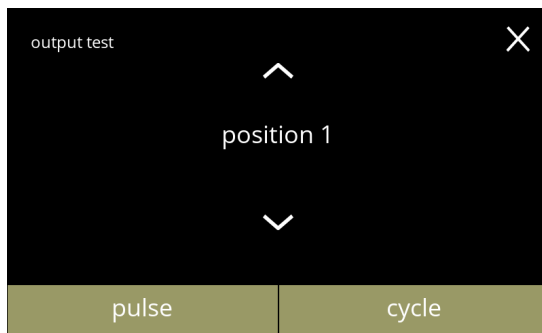 output test
position 1
pulse
cycle